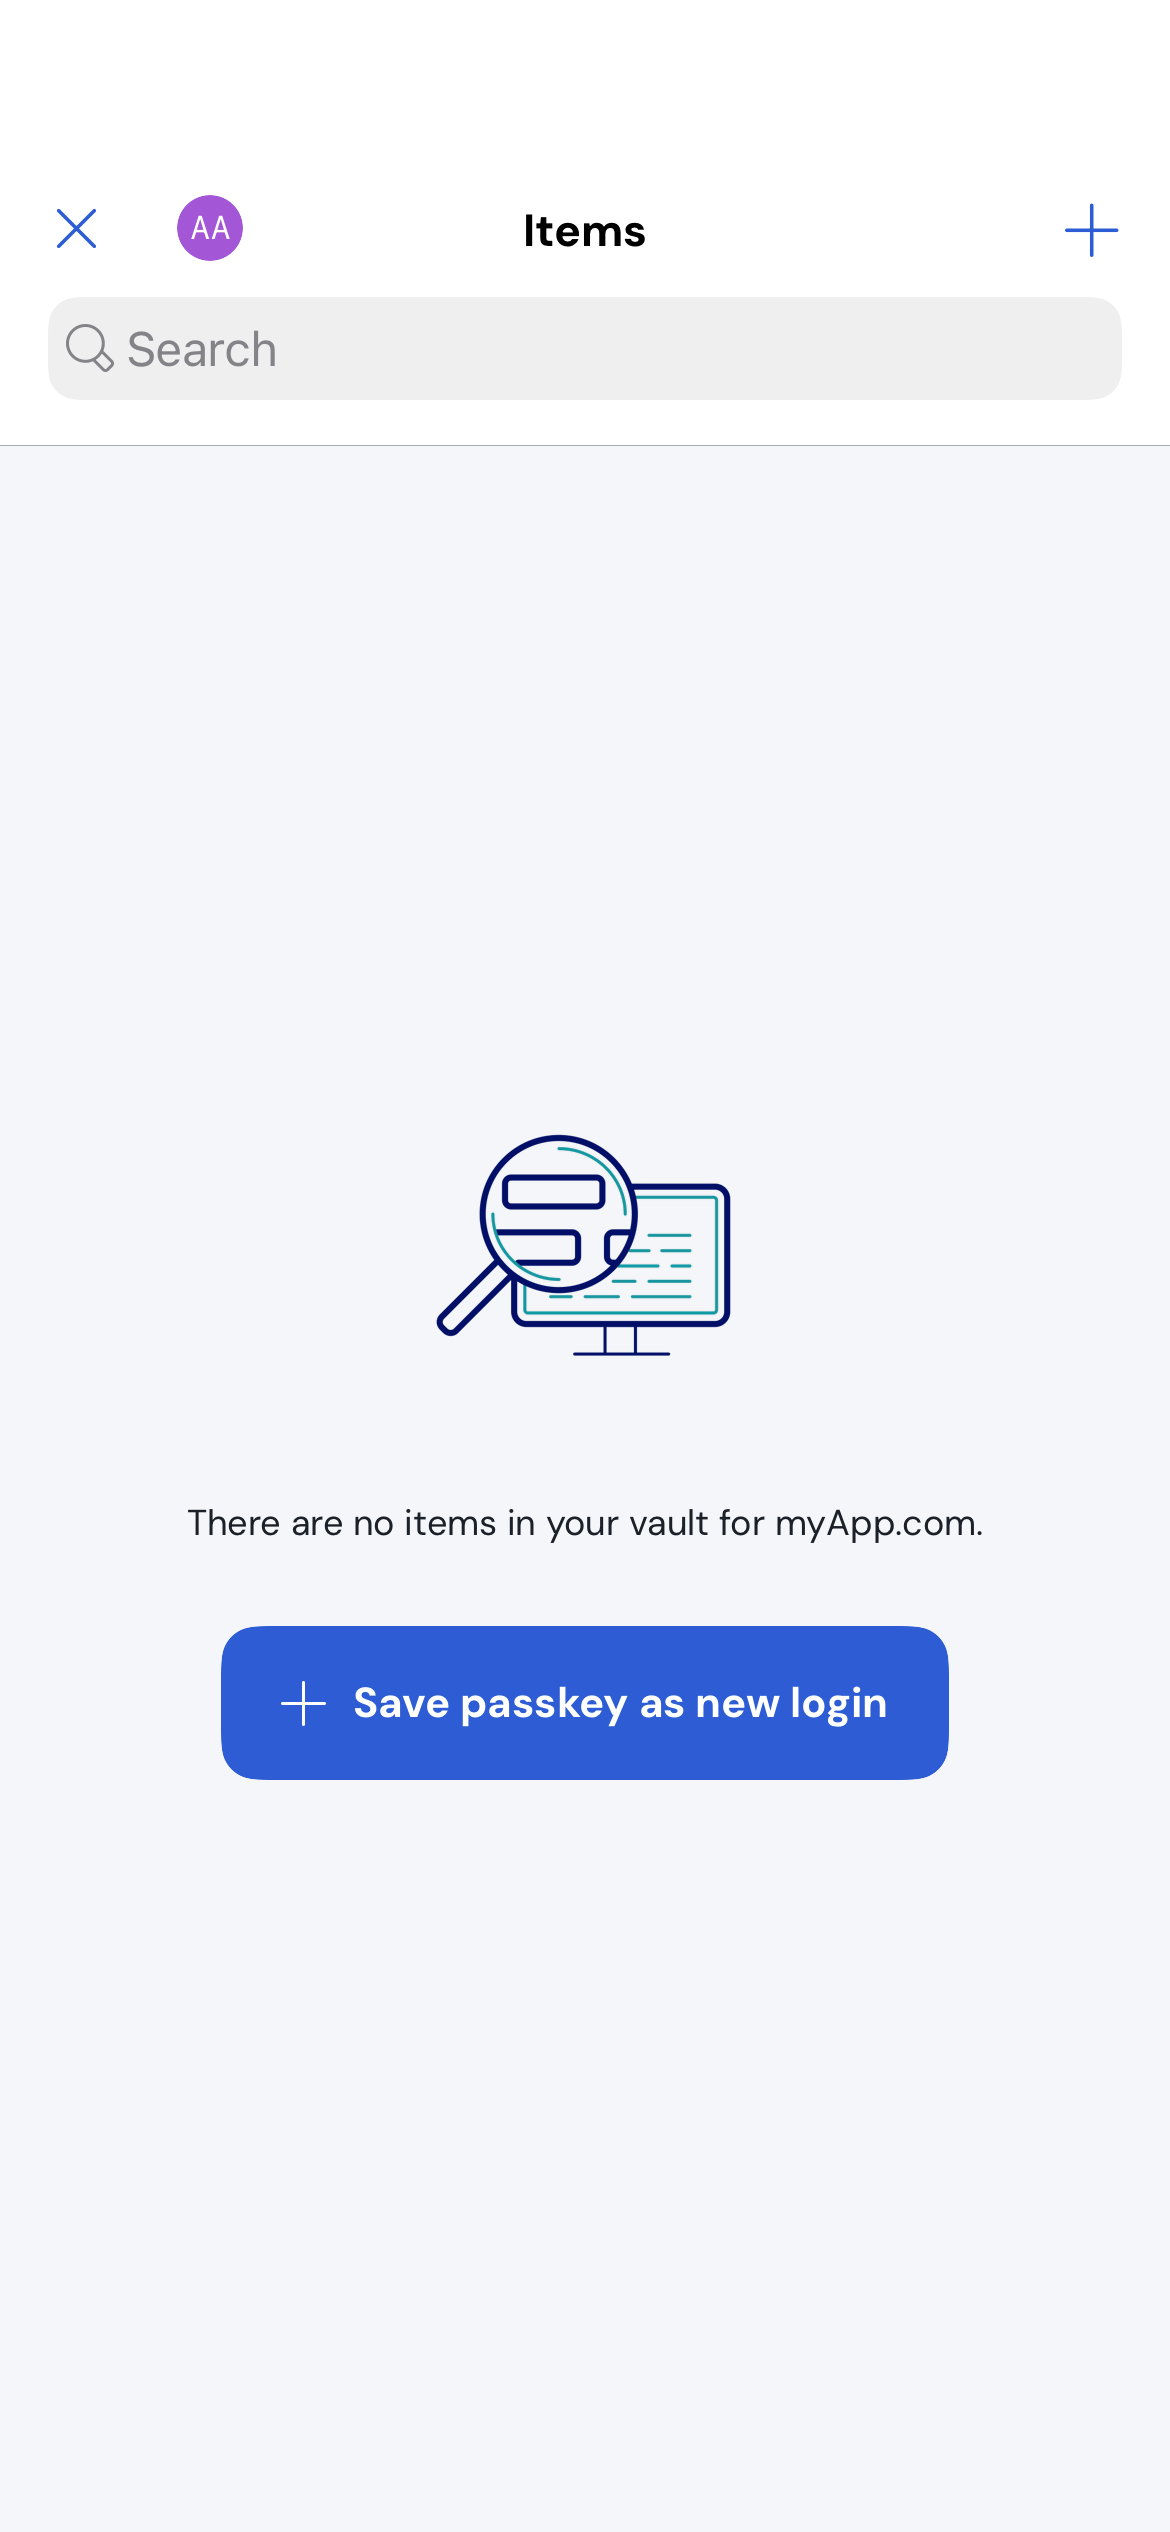 AA
Items
Search
There are no items in your vault for myApp.com.
Save passkey as new login